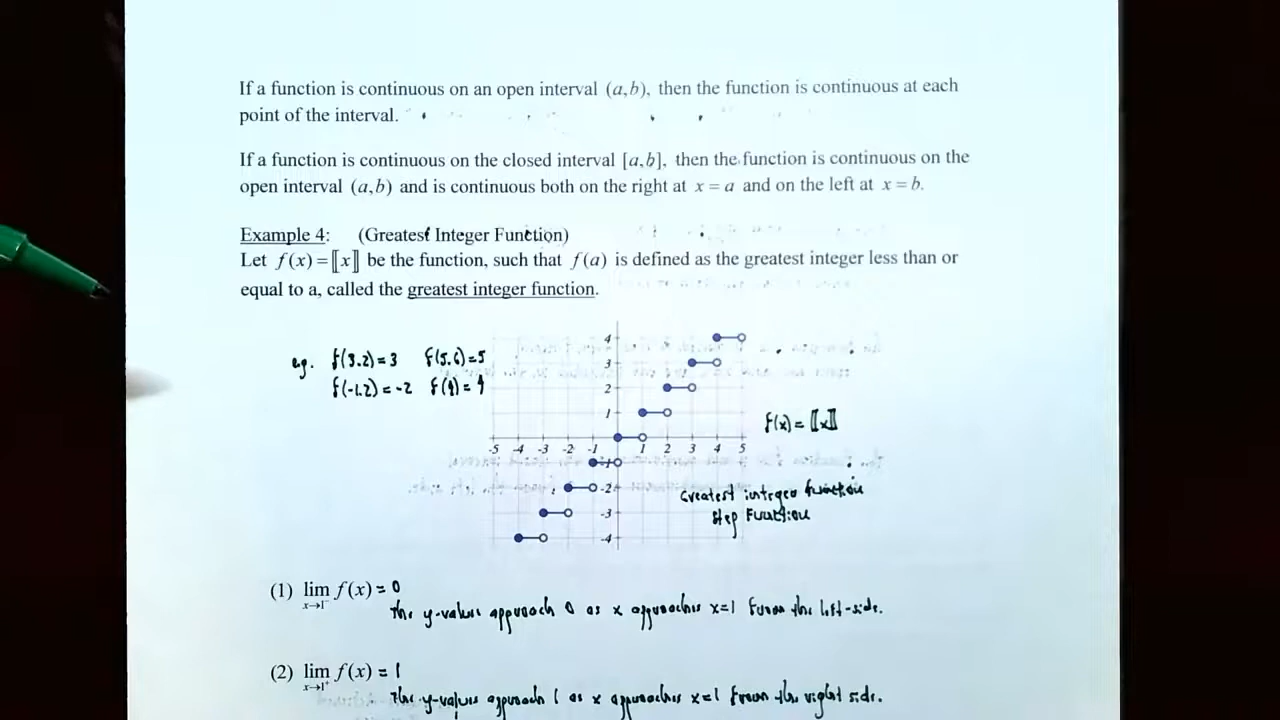 If a function is continuous on an open interval (a,b), then the function is continuous at each
point of the interval.
If a function is continuous on the closed interval [a,b], then the function is continuous on the
open interval (a,b) and is continuous both on the right at x = a and on the left at x = b.
Example 4: (Greatest Integer Function)
Let f(x) = ⟦x⟧ be the function, such that f(a) is defined as the greatest integer less than or
equal to a, called the greatest integer function.
eg. f(3.2) = 3 f(5.6) = 5
f(-1.2) = -2
4
3
2
1
f(x) = ⟦x⟧
-5 -4 -3 -2 -1 1 2 3 4 5
-1
-2
Greatest integer function
-3
Step Function
-4
(1) lim x→1⁻ f(x) = 0
The y-values approach 0 as x approaches x=1 from the left-side.
(2) lim x→1⁺ f(x) = 1
The y-values approach 1 as x approaches x=1 from the right side.